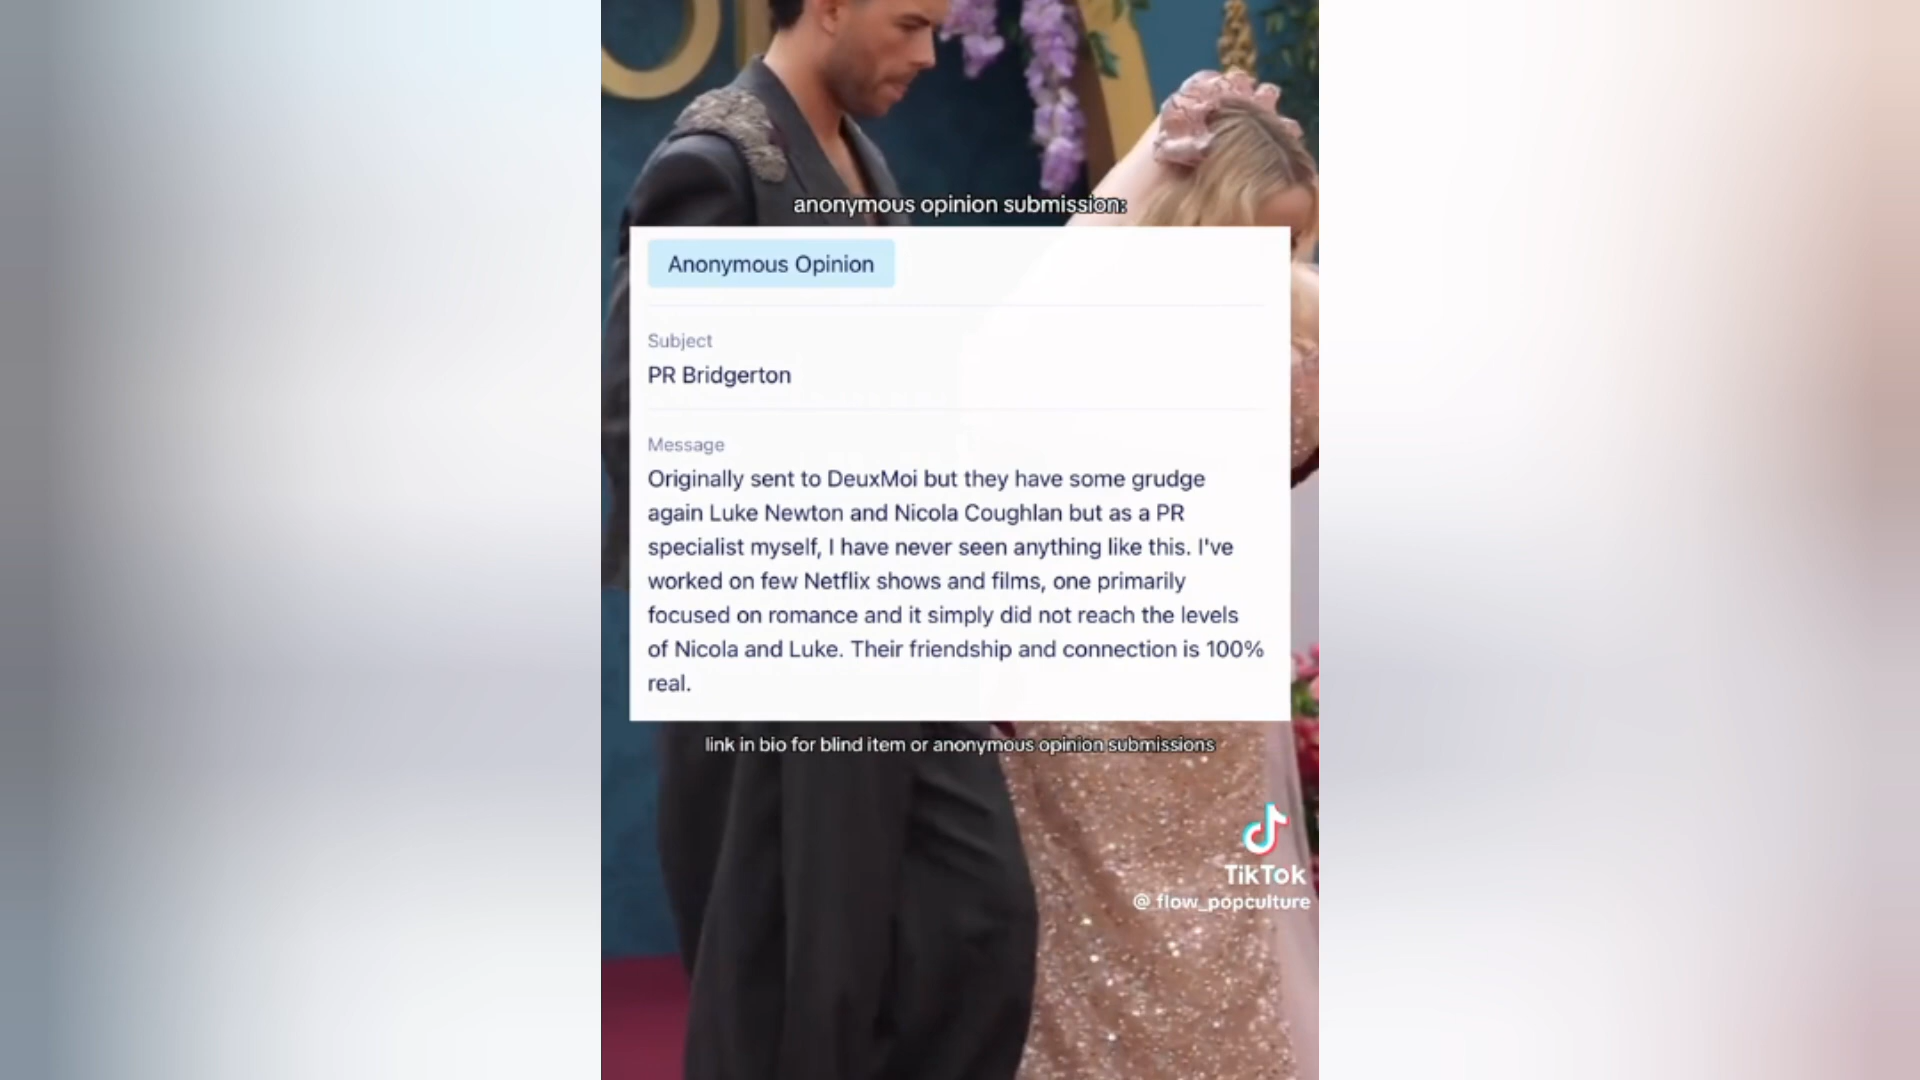 anonymous opinion submission:
Anonymous Opinion
Subject
PR Bridgerton
Message
Originally sent to DeuxMoi but they have some grudge
again Luke Newton and Nicola Coughlan but as a PR
specialist myself, I have never seen anything like this. I've
worked on few Netflix shows and films, one primarily
focused on romance and it simply did not reach the levels
of Nicola and Luke. Their friendship and connection is 100%
real.
link in bio for blind item or anonymous opinion submissions
TikTok
@ flow_popculture